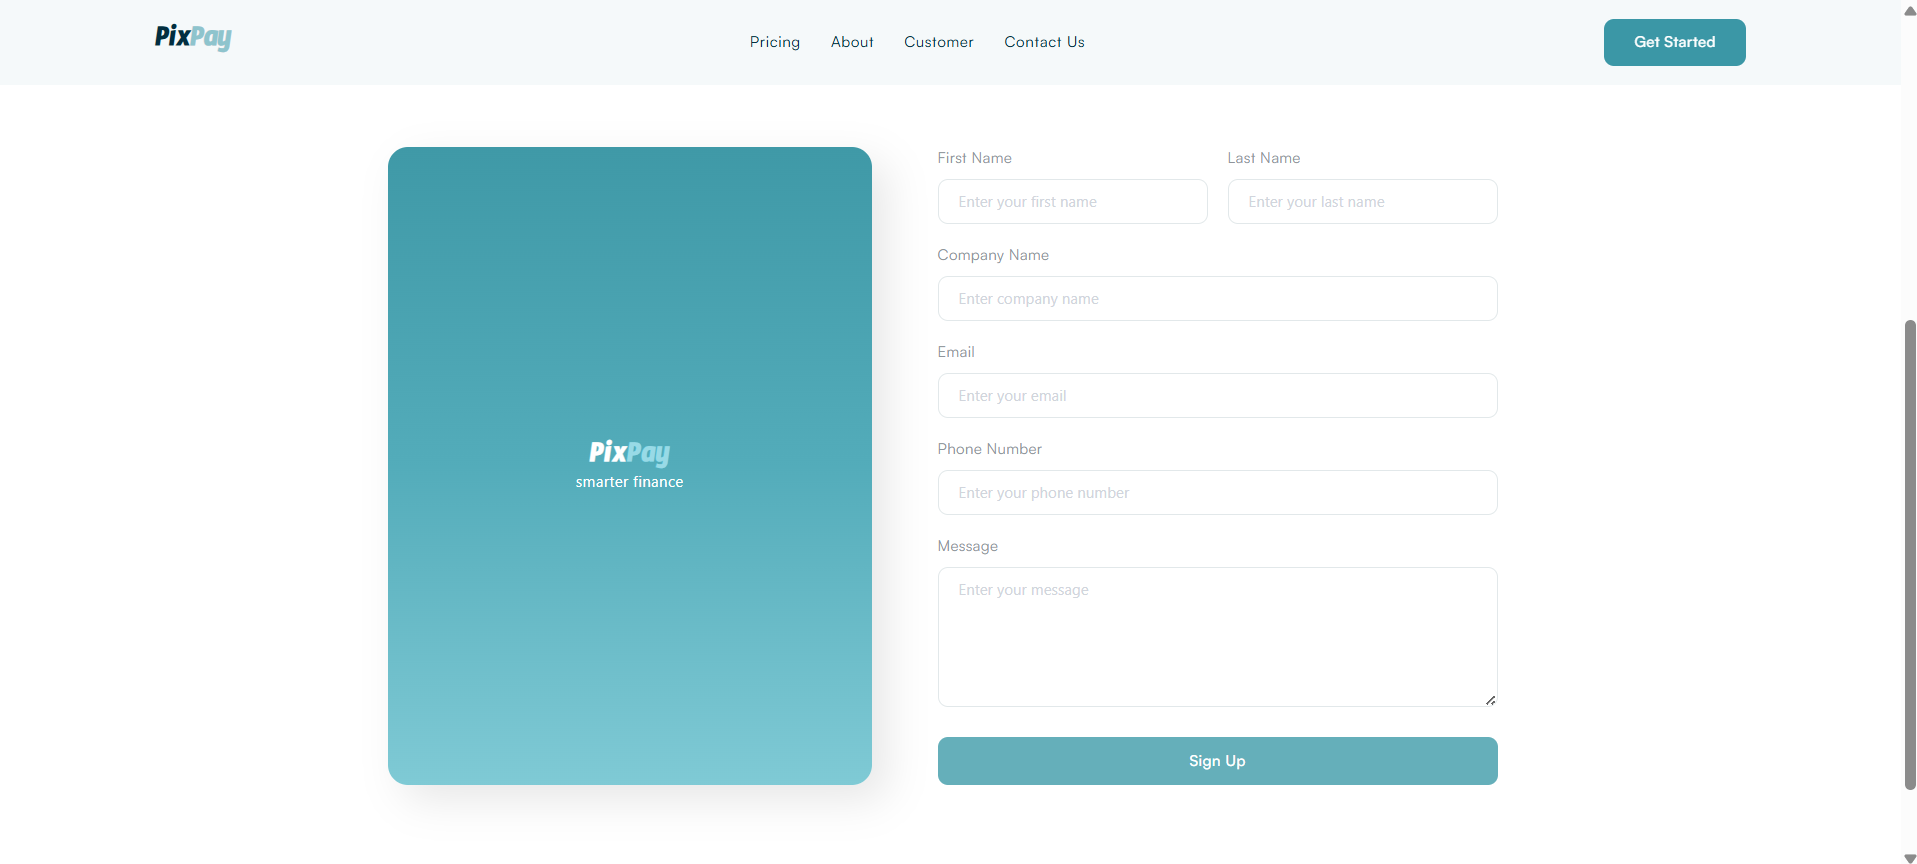 PixPay
Pricing
About
Customer
Contact Us
Get Started
PixPay
smarter finance
First Name
Last Name
Enter your first name
Enter your last name
Company Name
Enter company name
Email
Enter your email
Phone Number
Enter your phone number
Message
Enter your message
Sign Up